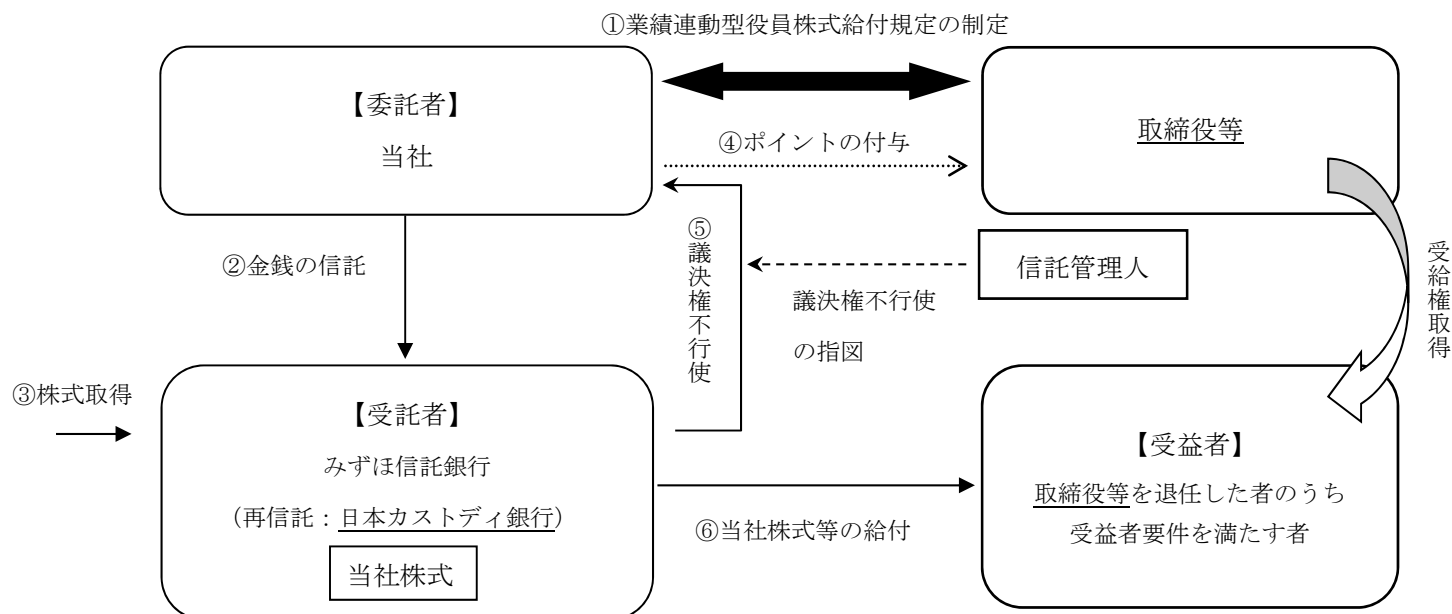 ①業績連動型役員株式給付規定の制定
【委託者】
当社
取締役等
④ポイントの付与
②金銭の信託
⑤議決権不行使
信託管理人
議決権不行使
の指図
受給権取得
③株式取得
【受託者】
みずほ信託銀行
(再信託：日本カストディ銀行)
当社株式
⑥当社株式等の給付
【受益者】
取締役等を退任した者のうち
受益者要件を満たす者